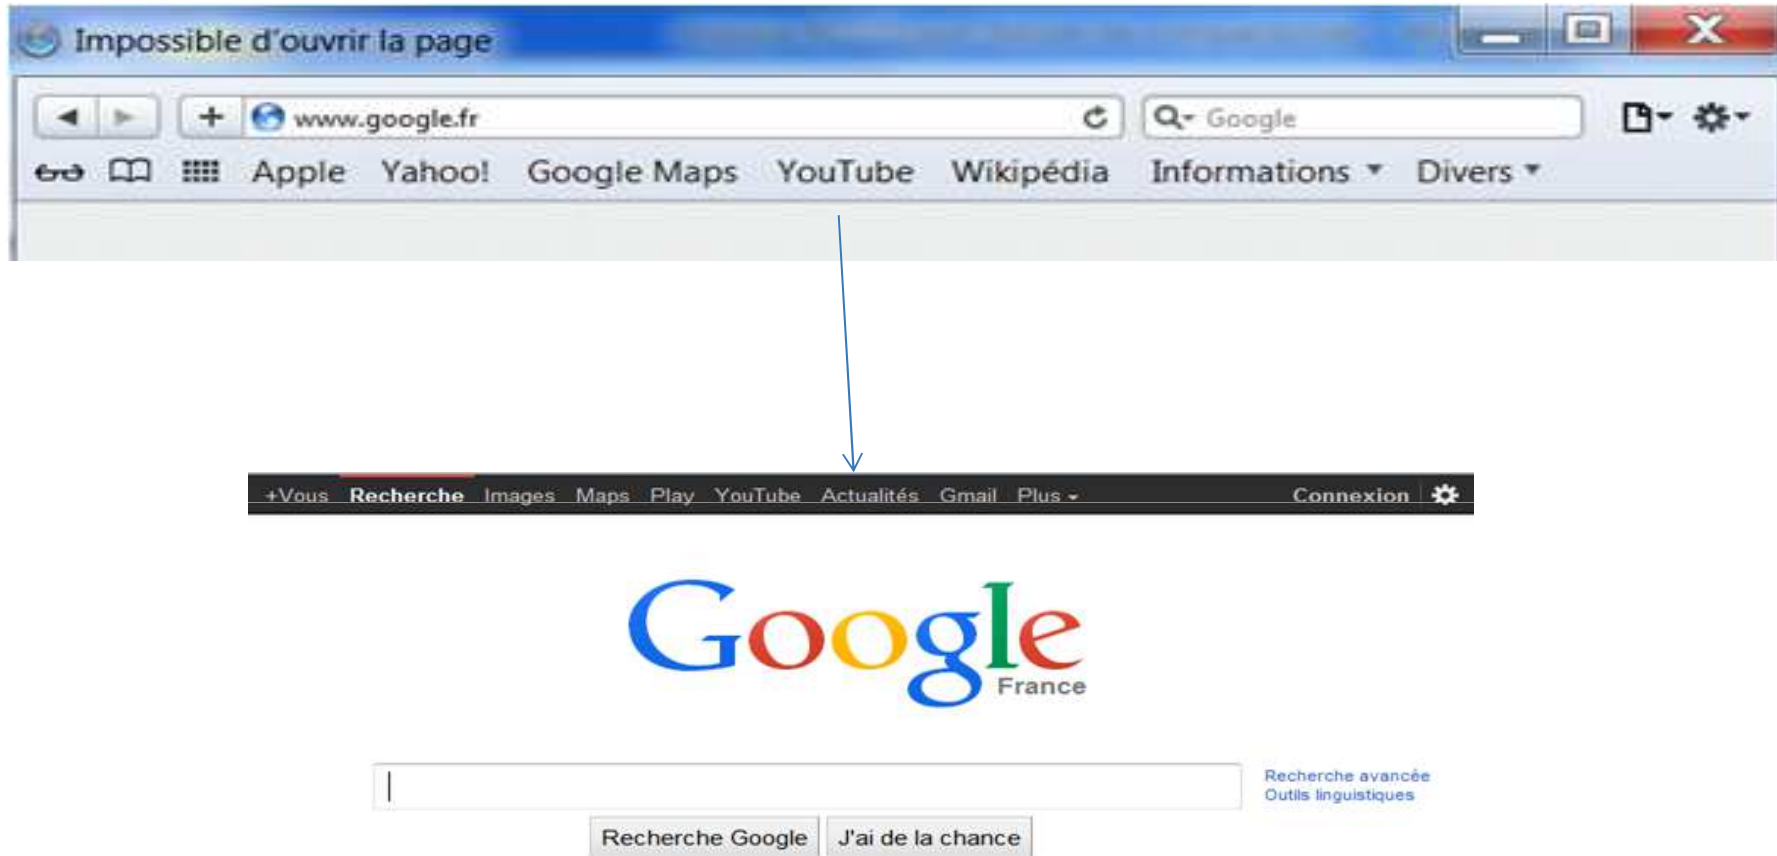 Impossible d'ouvrir la page
www.google.fr Google
Apple Yahoo! Google Maps YouTube Wikipédia Informations Divers
+Vous Recherche Images Maps Play YouTube Actualités Gmail Plus Connexion
Google
France
Recherche avancée
Outils linguistiques
Recherche Google J'ai de la chance